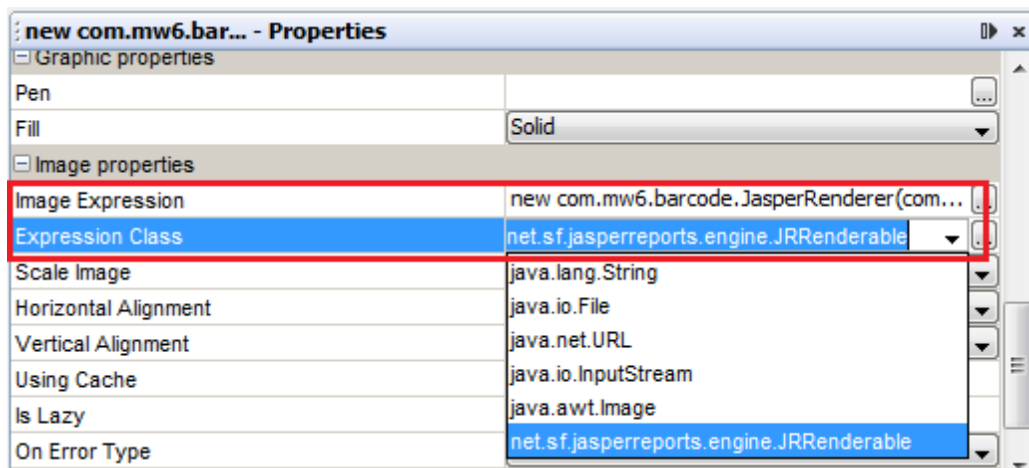 new com.mw6.bar... - Properties
Graphic properties
Pen ...
Fill Solid
Image properties
Image Expression new com.mw6.barcode.JasperRenderer(com... ...
Expression Class net.sf.jasperreports.engine.JRRenderable ...
Scale Image java.lang.String
Horizontal Alignment java.io.File
Vertical Alignment java.net.URL
Using Cache java.io.InputStream
Is Lazy java.awt.Image
On Error Type net.sf.jasperreports.engine.JRRenderable